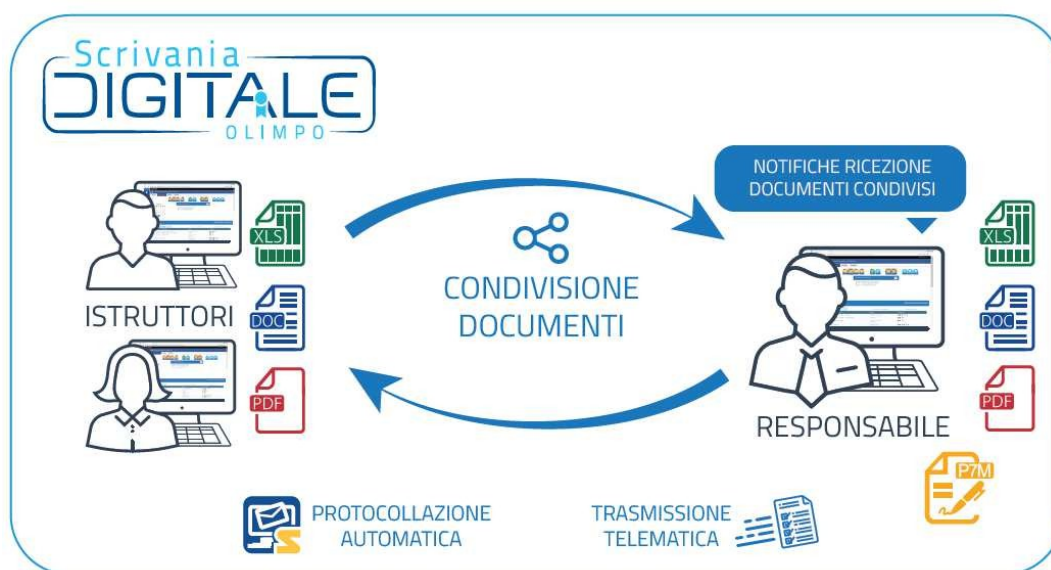 Scrivania
DIGITALE
OLIMPO
NOTIFICHE RICEZIONE
DOCUMENTI CONDIVISI
XLS
DOC
PDF
ISTRUTTORI
CONDIVISIONE
DOCUMENTI
XLS
DOC
PDF
RESPONSABILE
P7M
PROTOCOLLAZIONE
AUTOMATICA
TRASMISSIONE
TELEMATICA